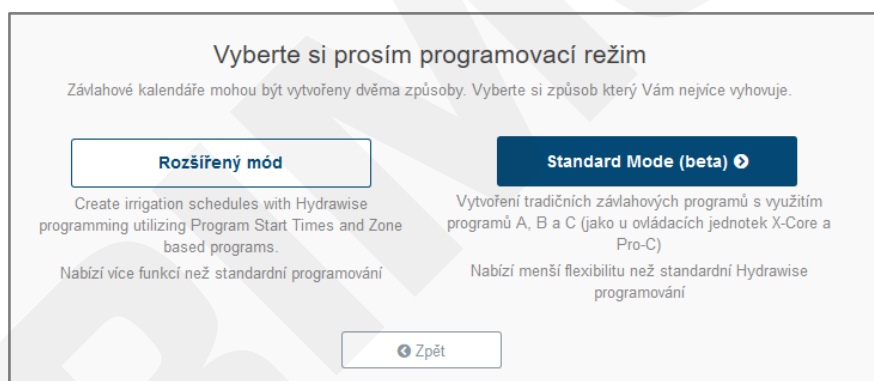 Vyberte si prosím programovací režim
Závlahové kalendáře mohou být vytvořeny dvěma způsoby. Vyberte si způsob který Vám nejvíce vyhovuje.
Rozšířený mód
Create irrigation schedules with Hydrawise
programming utilizing Program Start Times and Zone
based programs.
Nabízí více funkcí než standardní programování
Standard Mode (beta)
Vytvoření tradičních závlahových programů s využitím
programů A, B a C (jako u ovládacích jednotek X-Core a
Pro-C)
Nabízí menší flexibilitu než standardní Hydrawise
programování
Zpět